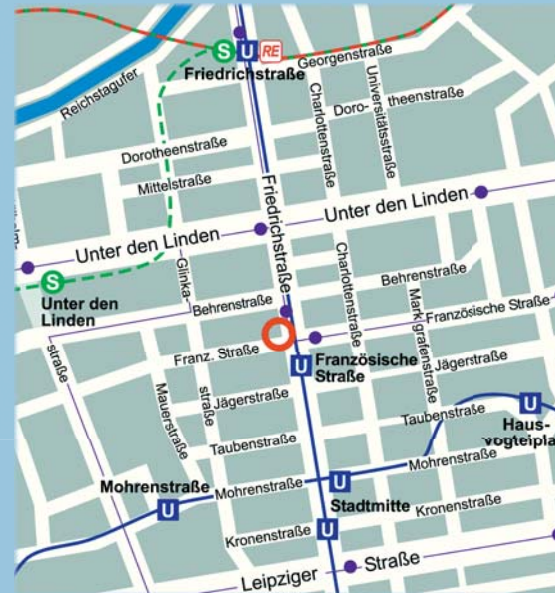 S
U
RE
Friedrichstraße
Georgenstraße
Reichstagufer
Doro-
theenstraße
Charlottenstraße
Universitätsstraße
Dorotheenstraße
Mittelstraße
Friedrichstraße
Unter den Linden
Unter den Linden
S
Unter den
Linden
Glinka-
straße
Behrenstraße
Behrenstraße
Charlottenstraße
Markgrafenstraße
Französische Straße
Franz. Straße
U
Französische
Straße
Jägerstraße
Jägerstraße
straße
Mauerstraße
Taubenstraße
Taubenstraße
U
Haus-
vogteipla
Mohrenstraße
Mohrenstraße
U
Mohrenstraße
U
Stadtmitte
U
Kronenstraße
Kronenstraße
Leipziger
Straße